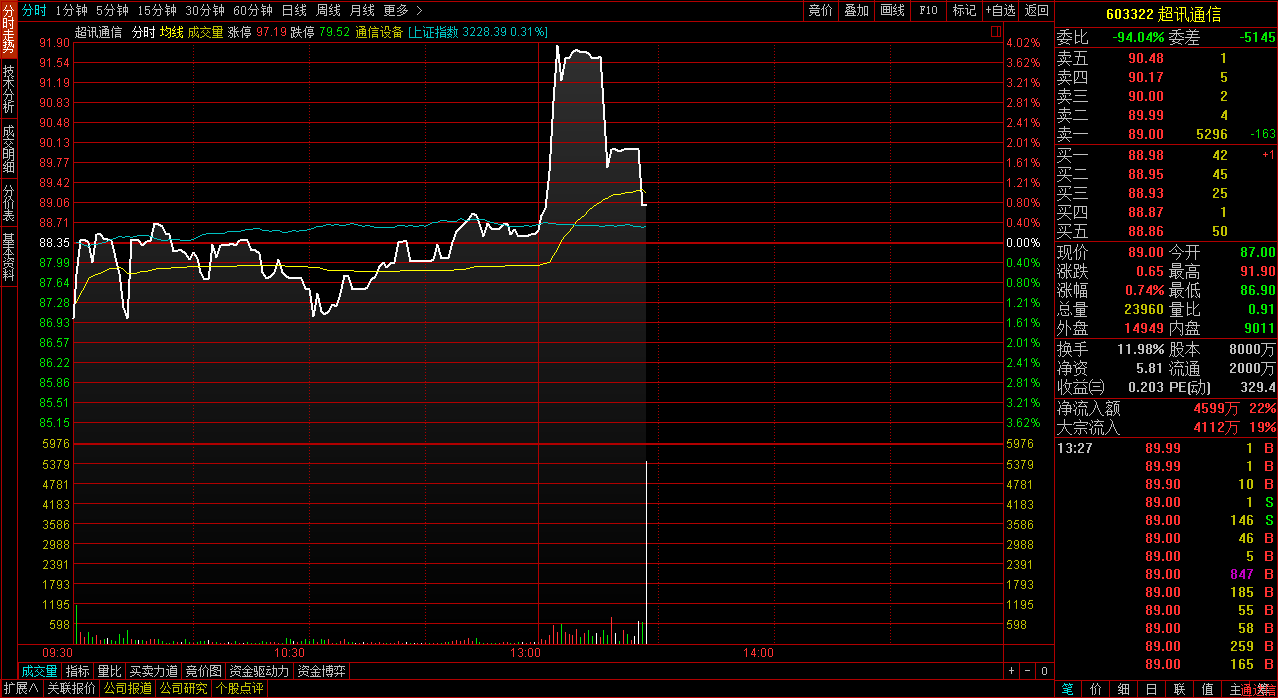 分时 1分钟 5分钟 15分钟 30分钟 60分钟 日线 周线 月线 更多 >
竞价 叠加 画线 F10 标记 +自选 返回
分时走势
技术分析
成交明细
分价表
基本资料
超讯通信 分时 均线 成交量 涨停 97.19 跌停 79.52 通信设备 [上证指数 3228.39 0.31%]
91.90 4.02%
91.54 3.62%
91.19 3.21%
90.83 2.81%
90.48 2.41%
90.13 2.01%
89.77 1.61%
89.42 1.21%
89.06 0.80%
88.71 0.40%
88.35 0.00%
87.99 0.40%
87.64 0.80%
87.28 1.21%
86.93 1.61%
86.57 2.01%
86.22 2.41%
85.86 2.81%
85.51 3.21%
85.15 3.62%
5976 5976
5379 5379
4781 4781
4183 4183
3586 3586
2988 2988
2391 2391
1793 1793
1195 1195
598 598
09:30 10:30 13:00 14:00
成交量 指标 量比 买卖力道 竞价图 资金驱动力 资金博弈
+ - 0
扩展∧ 关联报价 公司报道 公司研究 个股点评
603322 超讯通信
委比 -94.04% 委差 -5145
卖五 90.48 1
卖四 90.17 5
卖三 90.00 2
卖二 89.99 4
卖一 89.00 5296 -163
买一 88.98 42 +1
买二 88.95 45
买三 88.93 25
买四 88.87 1
买五 88.86 50
现价 89.00 今开 87.00
涨跌 0.65 最高 91.90
涨幅 0.74% 最低 86.90
总量 23960 量比 0.91
外盘 14949 内盘 9011
换手 11.98% 股本 8000万
净资 5.81 流通 2000万
收益㈢ 0.203 PE(动) 329.4
净流入额 4599万 22%
大宗流入 4112万 19%
13:27 89.99 1 B
89.99 1 B
89.90 10 B
89.00 1 S
89.00 146 S
89.00 46 B
89.00 5 B
89.00 847 B
89.00 185 B
89.00 55 B
89.00 58 B
89.00 259 B
89.00 165 B
笔 价 细 日 联 值 主